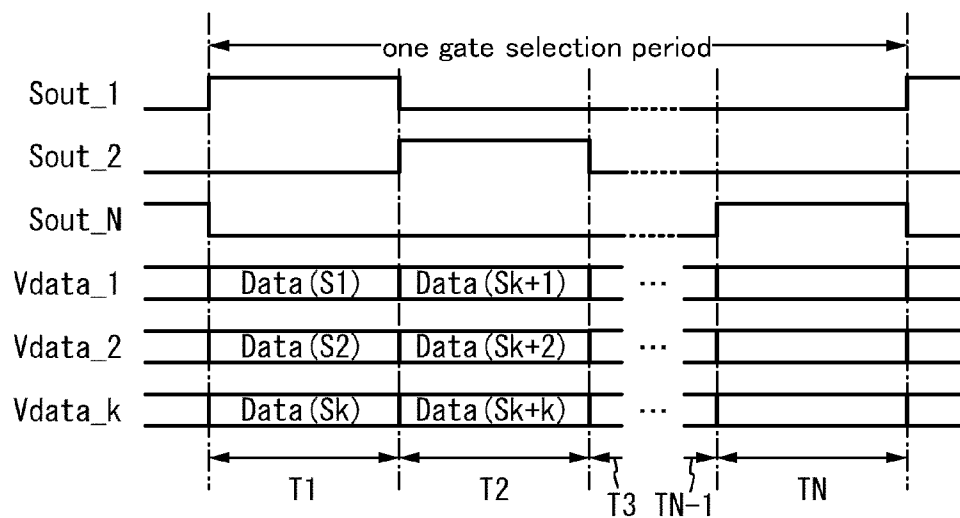 one gate selection period
Sout_1
Sout_2
Sout_N
Vdata_1 Data(S1) Data(Sk+1) ...
Vdata_2 Data(S2) Data(Sk+2) ...
Vdata_k Data(Sk) Data(Sk+k) ...
T1 T2 T3 TN-1 TN